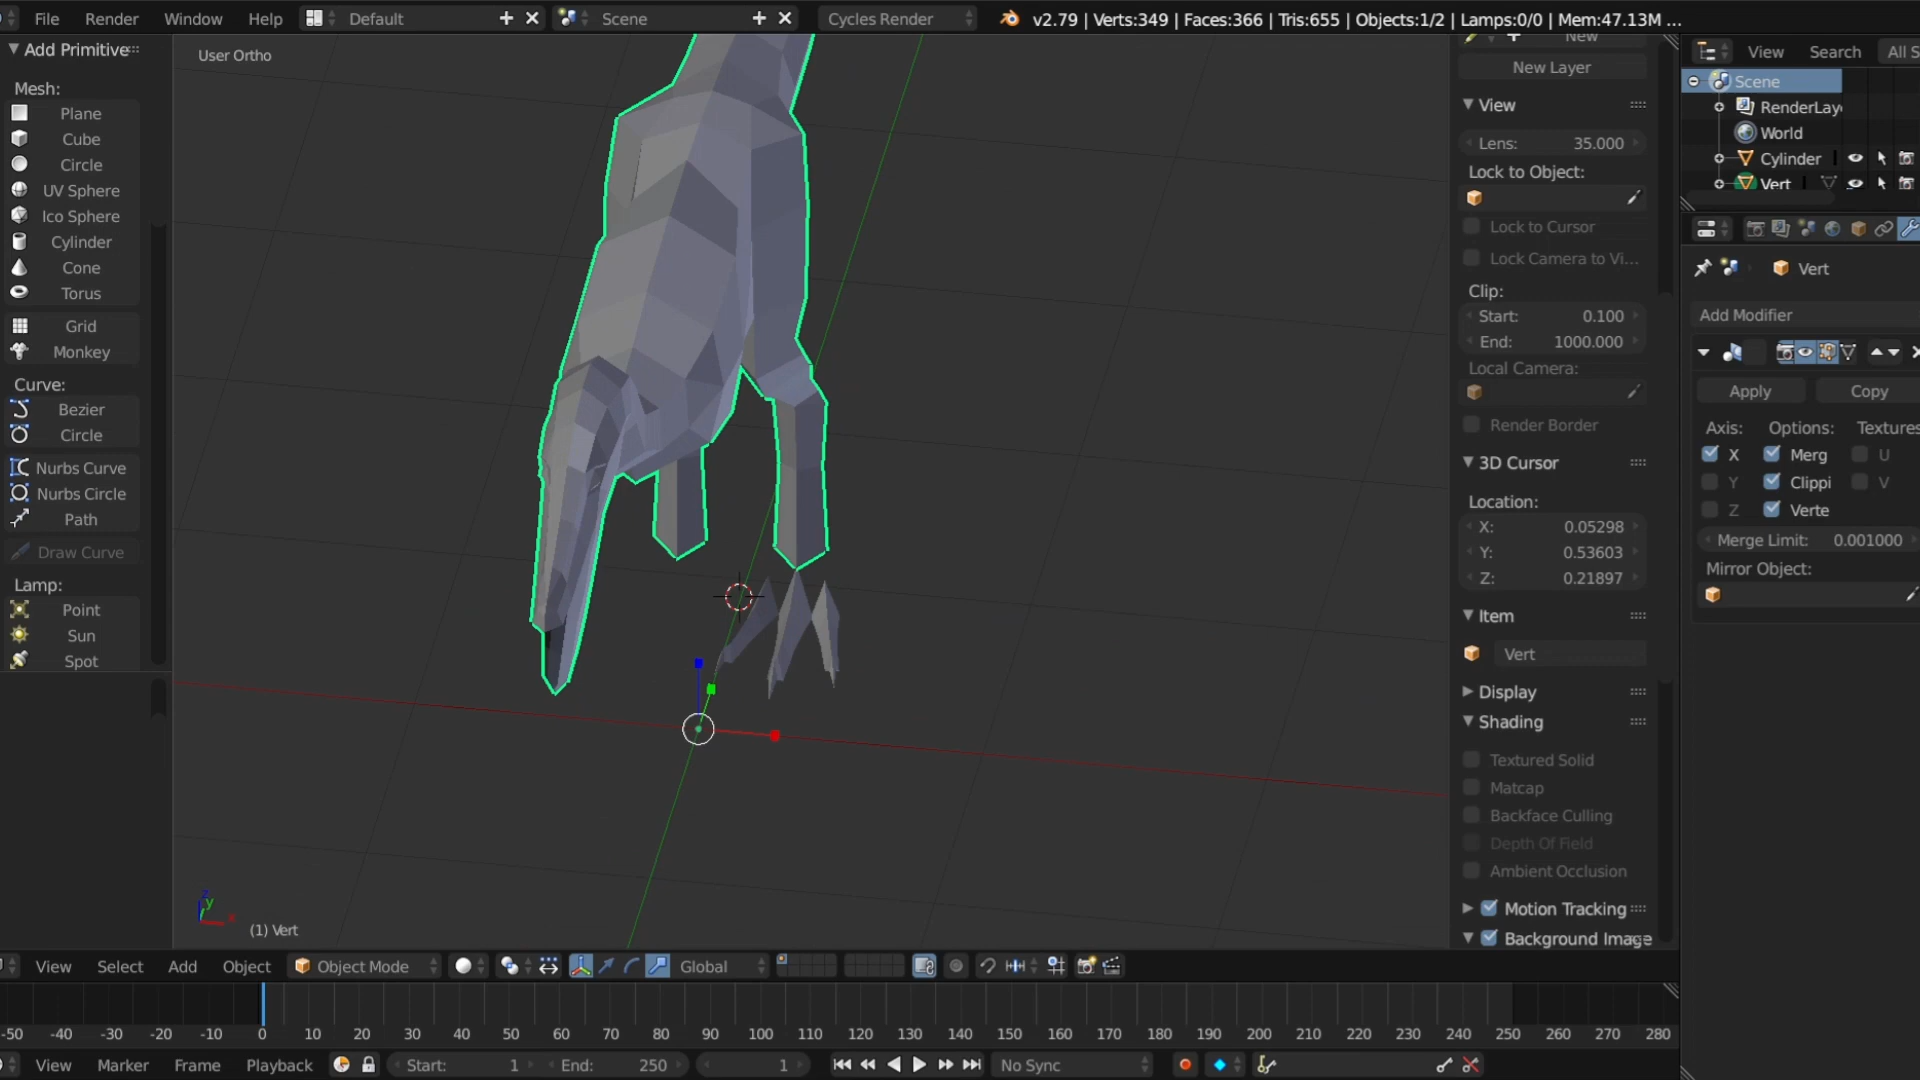 File Render Window Help Default Scene Cycles Render v2.79 | Verts:349 | Faces:366 | Tris:655 | Objects:1/2 | Lamps:0/0 | Mem:47.13M ...
Add Primitive
Mesh:
Plane
Cube
Circle
UV Sphere
Ico Sphere
Cylinder
Cone
Torus
Grid
Monkey
Curve:
Bezier
Circle
Nurbs Curve
Nurbs Circle
Path
Draw Curve
Lamp:
Point
Sun
Spot
User Ortho
z
y
x
(1) Vert
New
New Layer
View
Lens: 35.000
Lock to Object:
Lock to Cursor
Lock Camera to Vi...
Clip:
Start: 0.100
End: 1000.000
Local Camera:
Render Border
3D Cursor
Location:
X: 0.05298
Y: 0.53603
Z: 0.21897
Item
Vert
Display
Shading
Textured Solid
Matcap
Backface Culling
Depth Of Field
Ambient Occlusion
Motion Tracking
Background Image
View Search All S
Scene
RenderLay
World
Cylinder
Vert
Vert
Add Modifier
Apply Copy
Axis: Options: Textures
X Merg U
Y Clippi V
Z Verte
Merge Limit: 0.001000
Mirror Object:
View Select Add Object Object Mode Global
-50 -40 -30 -20 -10 0 10 20 30 40 50 60 70 80 90 100 110 120 130 140 150 160 170 180 190 200 210 220 230 240 250 260 270 280
View Marker Frame Playback Start: 1 End: 250 1 No Sync